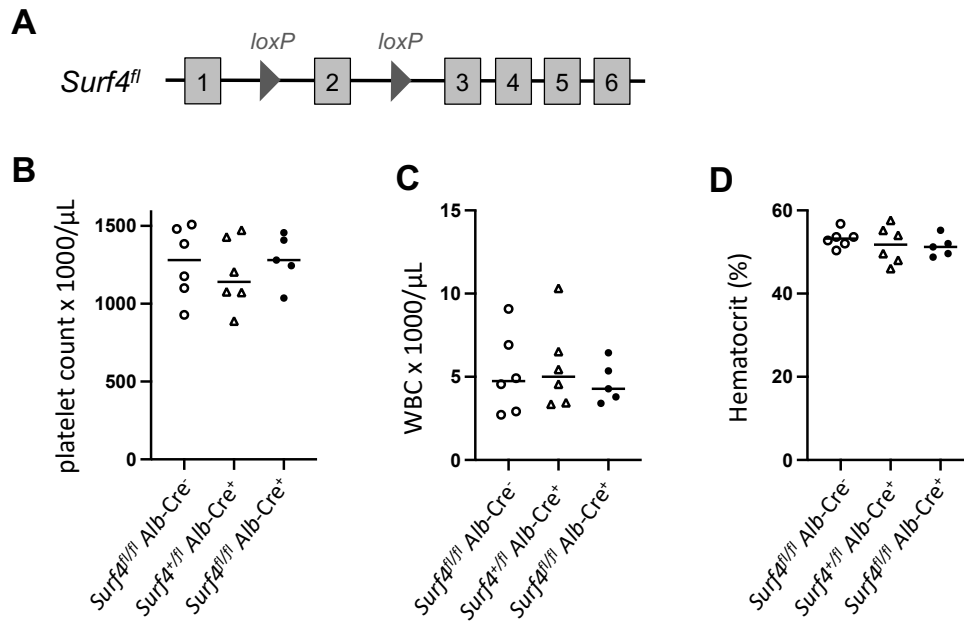 A
loxP loxP
Surf4fl 1 2 3 4 5 6
B
platelet count x 1000/μL
1500
1000
500
0
Surf4fl/fl Alb-Cre-
Surf4+/fl Alb-Cre+
Surf4fl/fl Alb-Cre+
C
WBC x 1000/μL
15
10
5
0
Surf4fl/fl Alb-Cre-
Surf4+/fl Alb-Cre+
Surf4fl/fl Alb-Cre+
D
Hematocrit (%)
60
40
20
0
Surf4fl/fl Alb-Cre-
Surf4+/fl Alb-Cre+
Surf4fl/fl Alb-Cre+